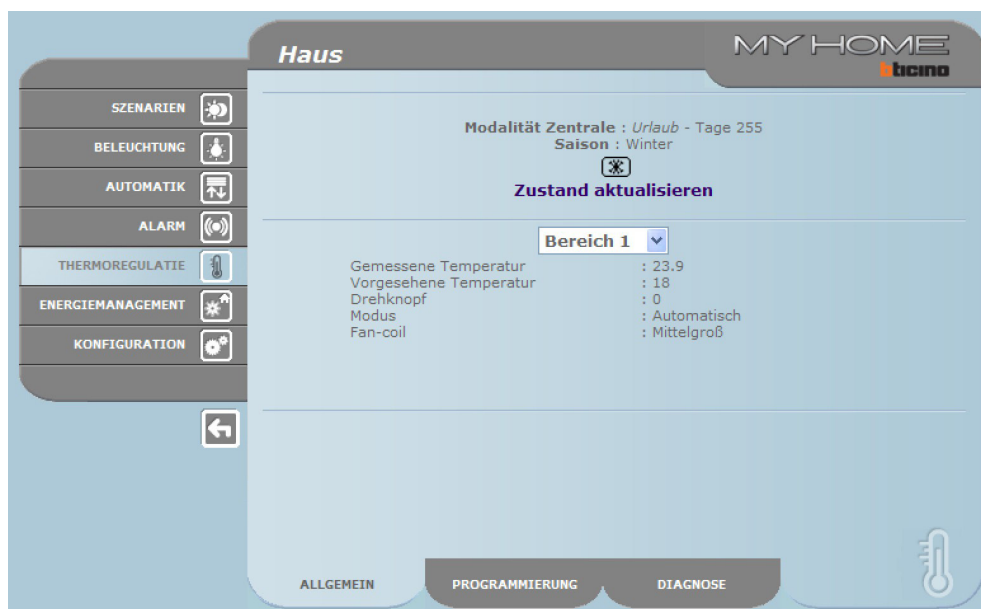 Haus
MY HOME
bticino
SZENARIEN
BELEUCHTUNG
AUTOMATIK
ALARM
THERMOREGULATIE
ENERGIEMANAGEMENT
KONFIGURATION
Modalität Zentrale : Urlaub - Tage 255
Saison : Winter
Zustand aktualisieren
Bereich 1
Gemessene Temperatur : 23.9
Vorgesehene Temperatur : 18
Drehknopf : 0
Modus : Automatisch
Fan-coil : Mittelgroß
ALLGEMEIN
PROGRAMMIERUNG
DIAGNOSE